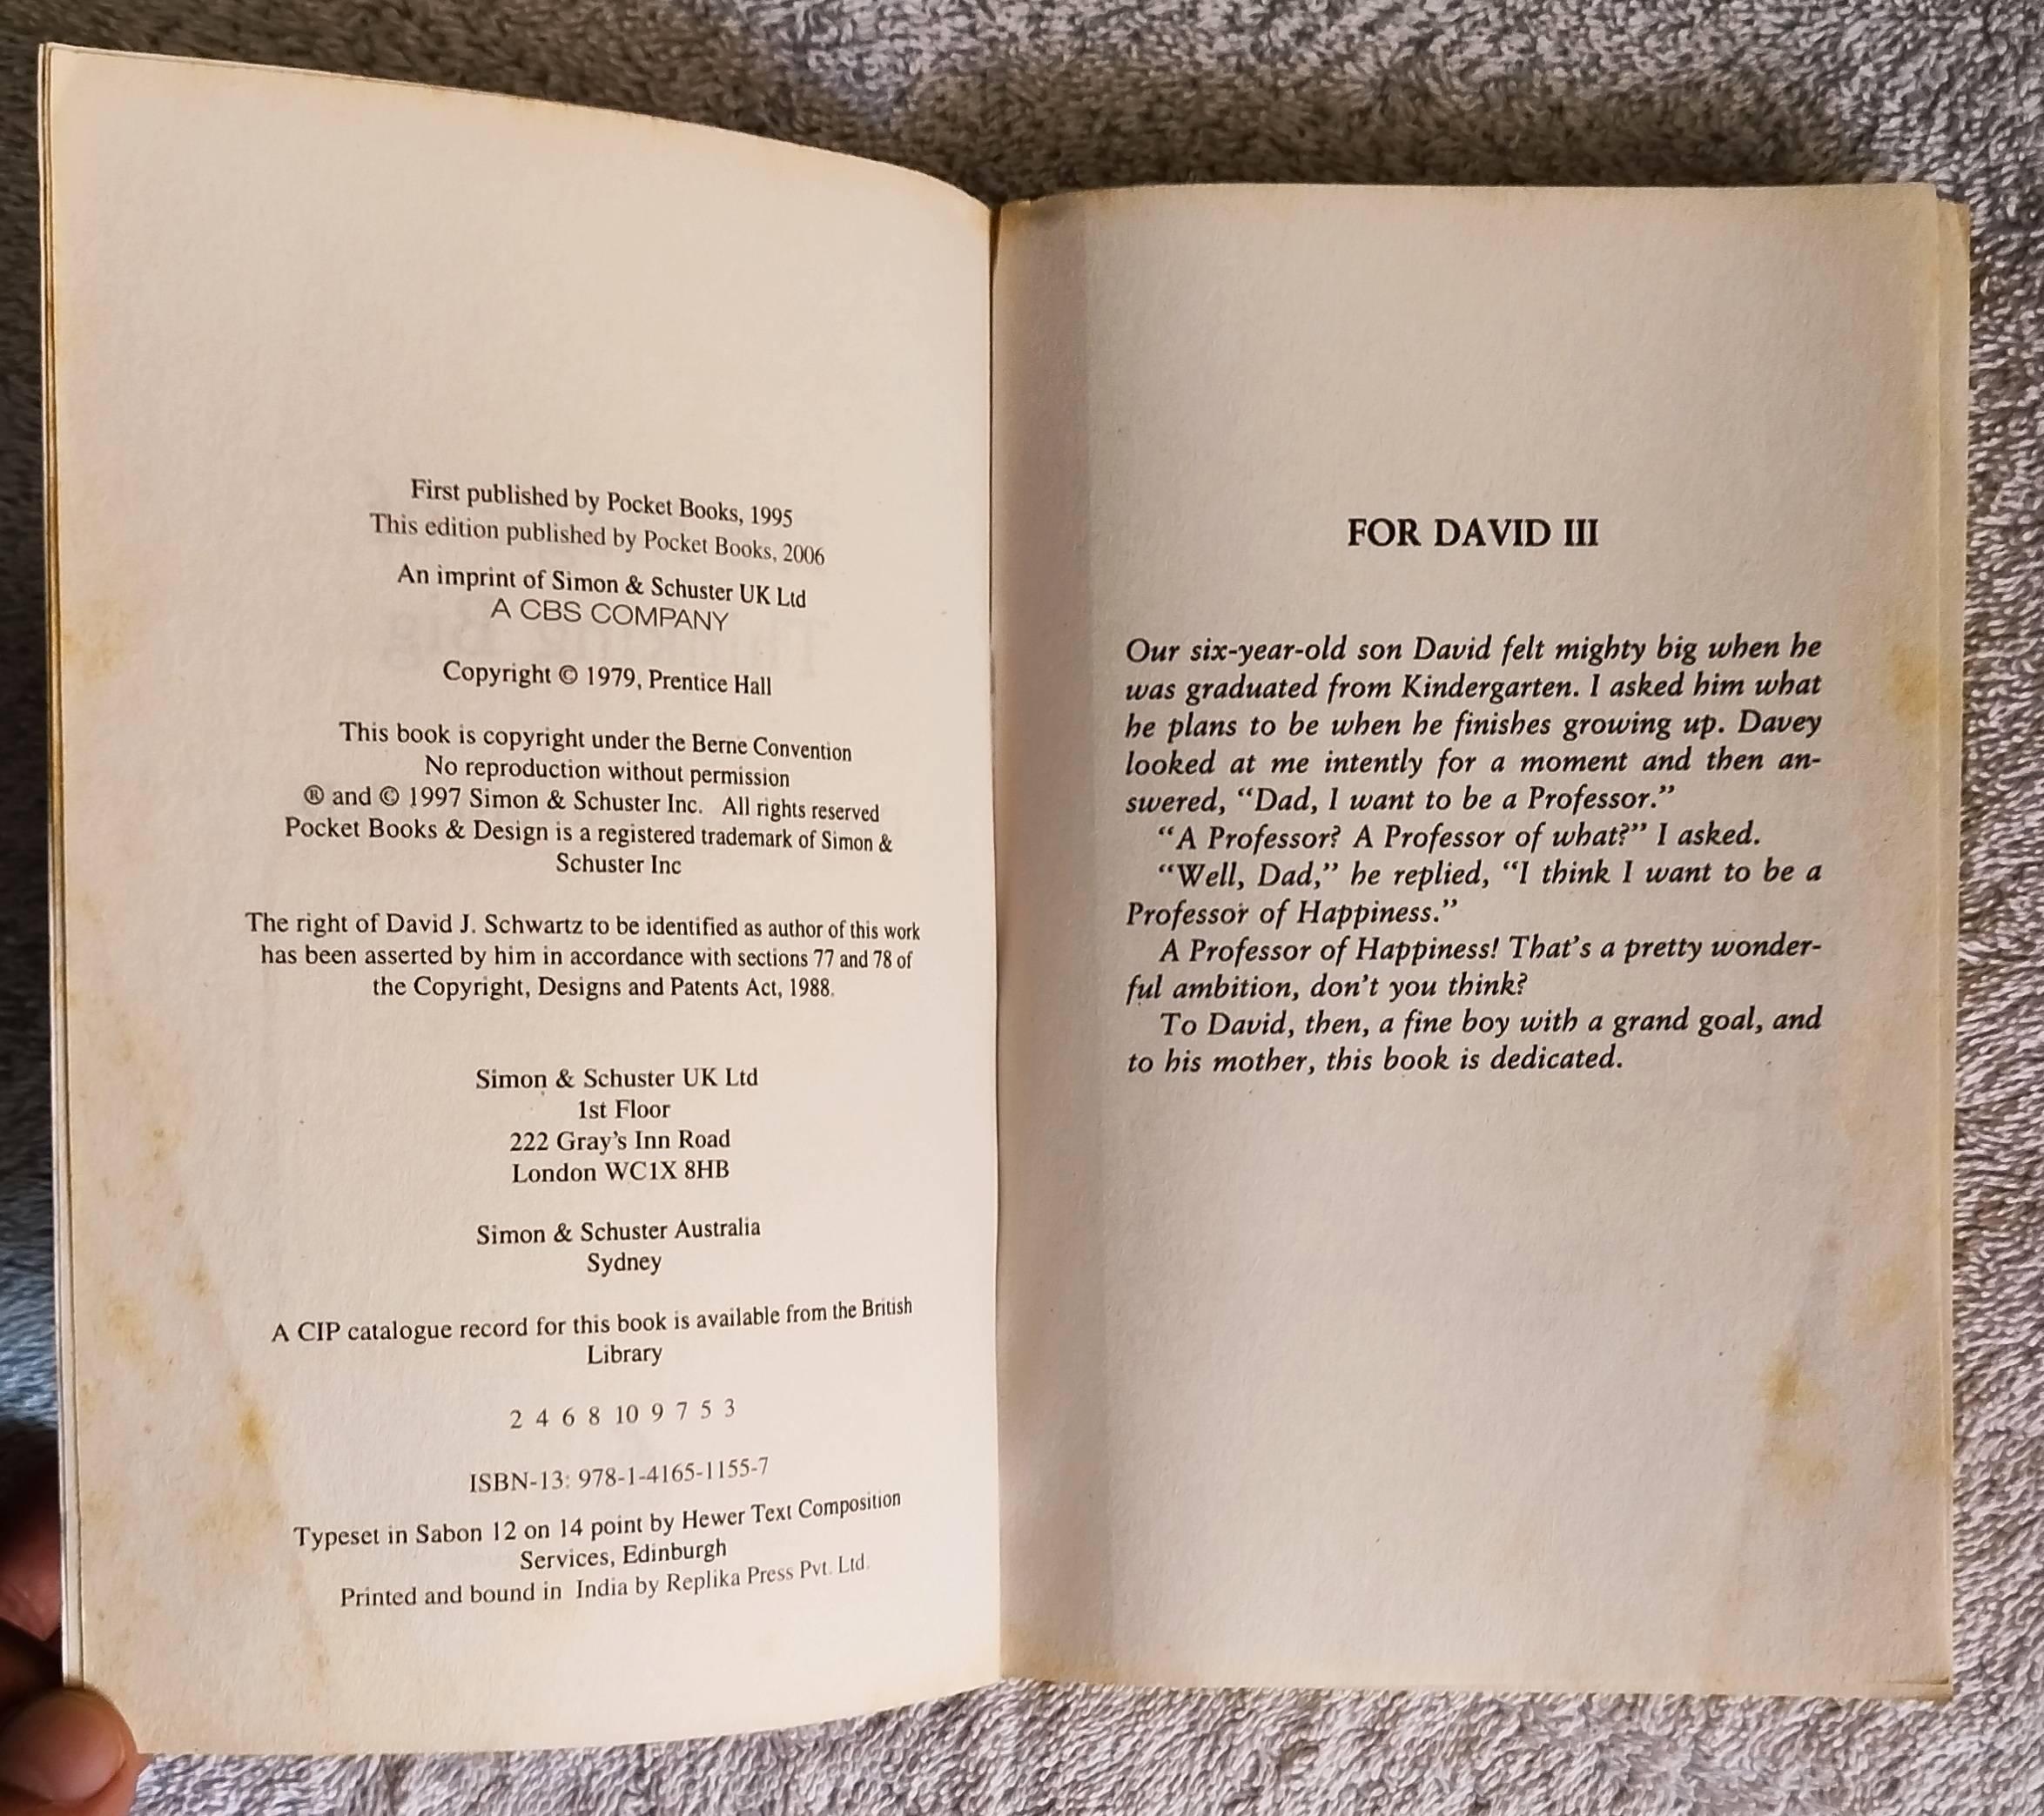 First published by Pocket Books, 1995
This edition published by Pocket Books, 2006
An imprint of Simon & Schuster UK Ltd
A CBS COMPANY
Copyright © 1979, Prentice Hall
This book is copyright under the Berne Convention
No reproduction without permission
® and © 1997 Simon & Schuster Inc. All rights reserved
Pocket Books & Design is a registered trademark of Simon &
Schuster Inc
The right of David J. Schwartz to be identified as author of this work
has been asserted by him in accordance with sections 77 and 78 of
the Copyright, Designs and Patents Act, 1988.
Simon & Schuster UK Ltd
1st Floor
222 Gray's Inn Road
London WC1X 8HB
Simon & Schuster Australia
Sydney
A CIP catalogue record for this book is available from the British
Library
2 4 6 8 10 9 7 5 3
ISBN-13: 978-1-4165-1155-7
Typeset in Sabon 12 on 14 point by Hewer Text Composition
Services, Edinburgh
Printed and bound in India by Replika Press Pvt. Ltd.
FOR DAVID III
Our six-year-old son David felt mighty big when he
was graduated from Kindergarten. I asked him what
he plans to be when he finishes growing up. Davey
looked at me intently for a moment and then an-
swered, “Dad, I want to be a Professor.”
“A Professor? A Professor of what?” I asked.
“Well, Dad,” he replied, “I think I want to be a
Professor of Happiness.”
A Professor of Happiness! That's a pretty wonder-
ful ambition, don't you think?
To David, then, a fine boy with a grand goal, and
to his mother, this book is dedicated.